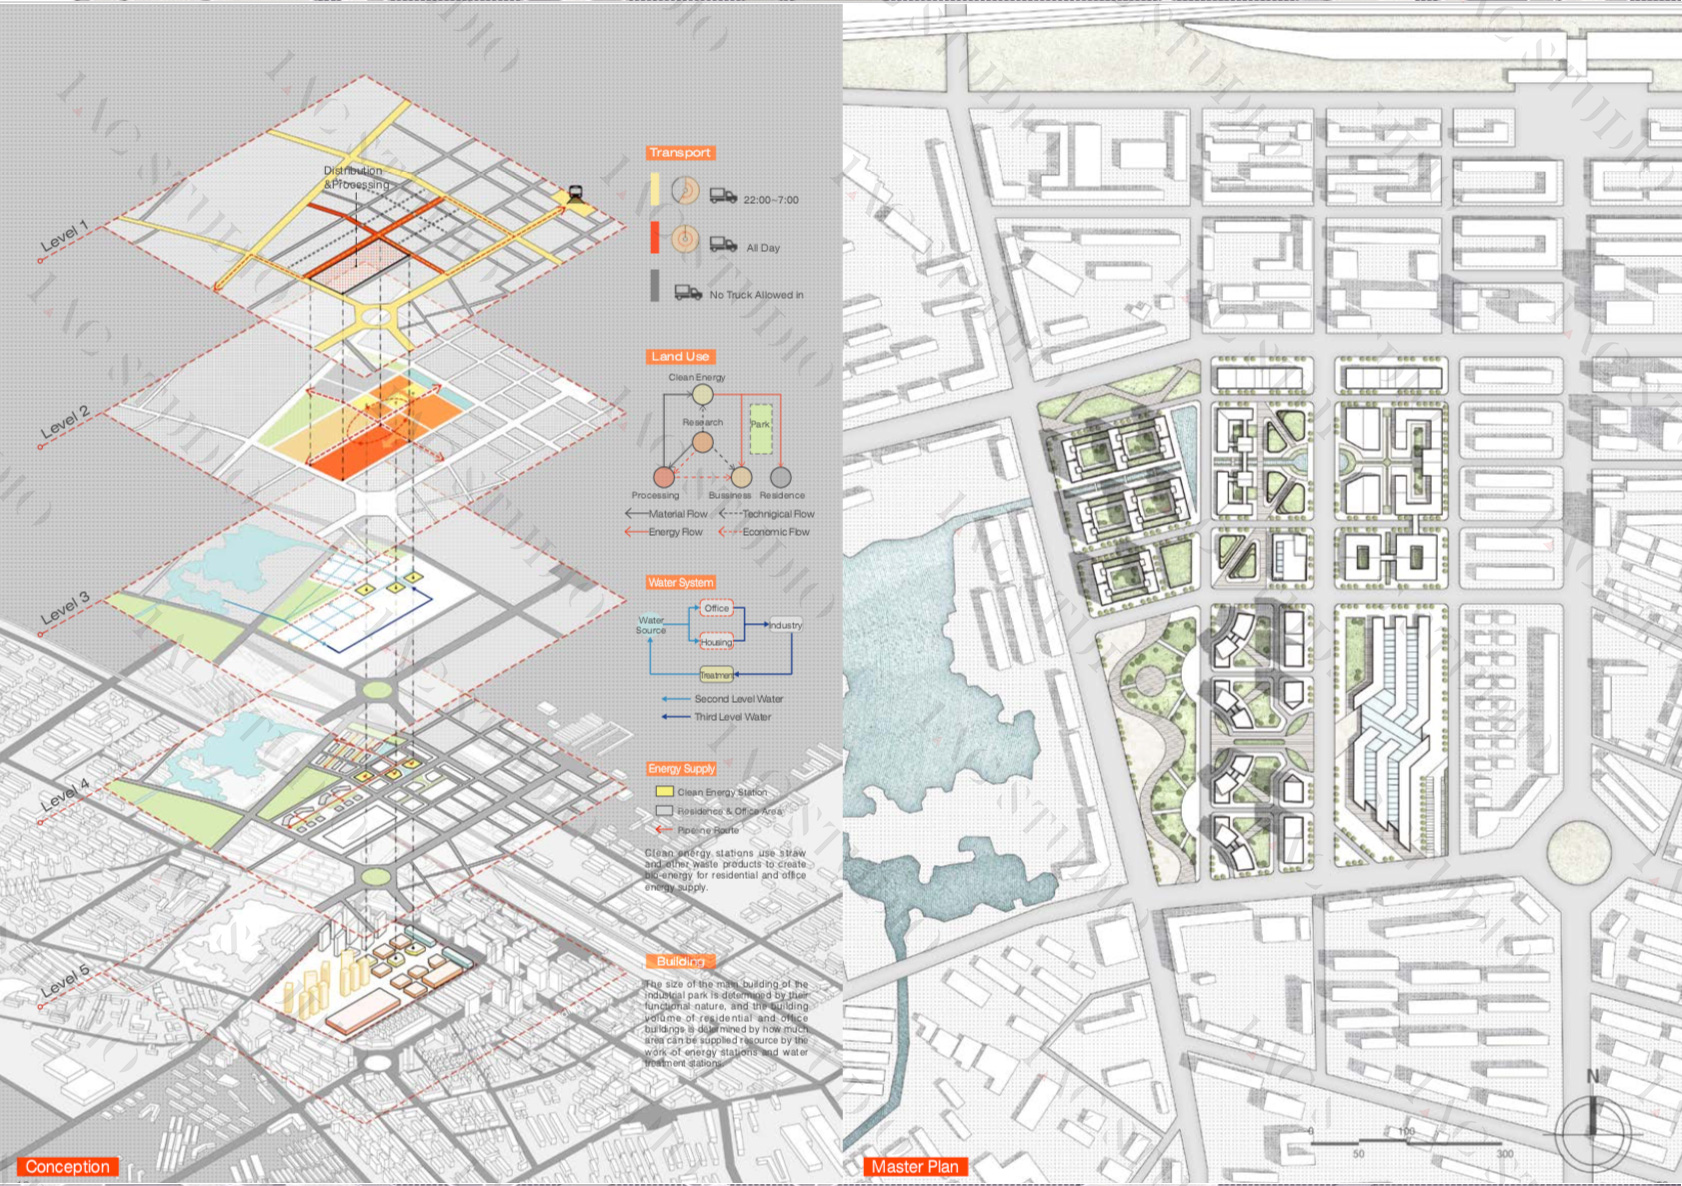 Level 1
Level 2
Level 3
Level 4
Level 5
Distribution
&Processing
Transport
22:00~7:00
All Day
No Truck Allowed in
Land Use
Clean Energy
Research
Park
Processing
Bussiness
Residence
Material Flow
Technigical Flow
Energy Flow
Economic Flow
Water System
Water
Source
Office
Housing
Industry
Treatment
Second Level Water
Third Level Water
Energy Supply
Clean Energy Station
Residence & Office Area
Pipeline Route
Clean energy stations use straw
and other waste products to create
bio-energy for residential and office
energy supply.
Building
The size of the main building of the
industrial park is determined by their
functional nature, and the building
volume of residential and office
buildings is determined by how much
area can be supplied resource by the
work of energy stations and water
treatment stations.
Conception
Master Plan
N
0
50
100
300
IAC STUDIO